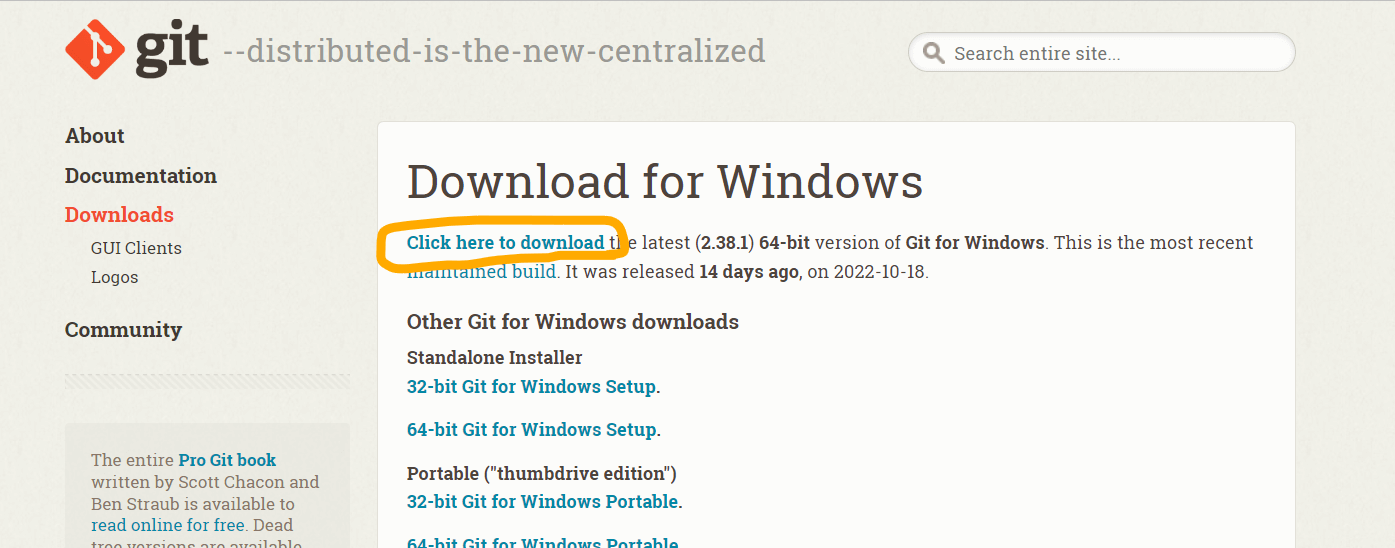 git --distributed-is-the-new-centralized
Search entire site...
About
Documentation
Downloads
GUI Clients
Logos
Community
The entire Pro Git book
written by Scott Chacon and
Ben Straub is available to
read online for free. Dead
tree versions are available
Download for Windows
Click here to download the latest (2.38.1) 64-bit version of Git for Windows. This is the most recent
maintained build. It was released 14 days ago, on 2022-10-18.
Other Git for Windows downloads
Standalone Installer
32-bit Git for Windows Setup.
64-bit Git for Windows Setup.
Portable ("thumbdrive edition")
32-bit Git for Windows Portable.
64-bit Git for Windows Portable.